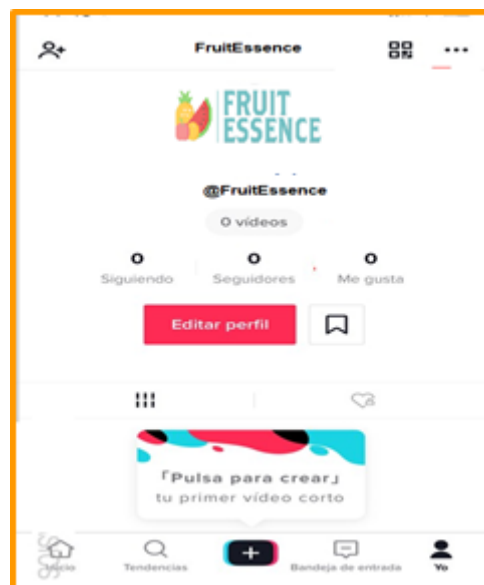 FruitEssence
FRUIT
ESSENCE
@FruitEssence
0 vídeos
0 0 0
Siguiendo Seguidores Me gusta
Editar perfil
「Pulsa para crear」
tu primer vídeo corto
Inicio Tendencias Bandeja de entrada Yo